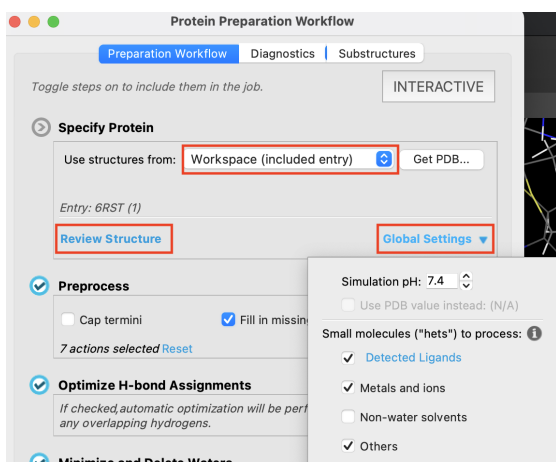 Protein Preparation Workflow
Preparation Workflow Diagnostics Substructures
Toggle steps on to include them in the job. INTERACTIVE
Specify Protein
Use structures from: Workspace (included entry) Get PDB...
Entry: 6RST (1)
Review Structure Global Settings
Simulation pH: 7.4
Preprocess
Use PDB value instead: (N/A)
Cap termini Fill in missin
Small molecules ("hets") to process:
7 actions selected Reset
Detected Ligands
Optimize H-bond Assignments
Metals and ions
If checked,automatic optimization will be perf
any overlapping hydrogens.
Non-water solvents
Others
Minimize and Delete Waters